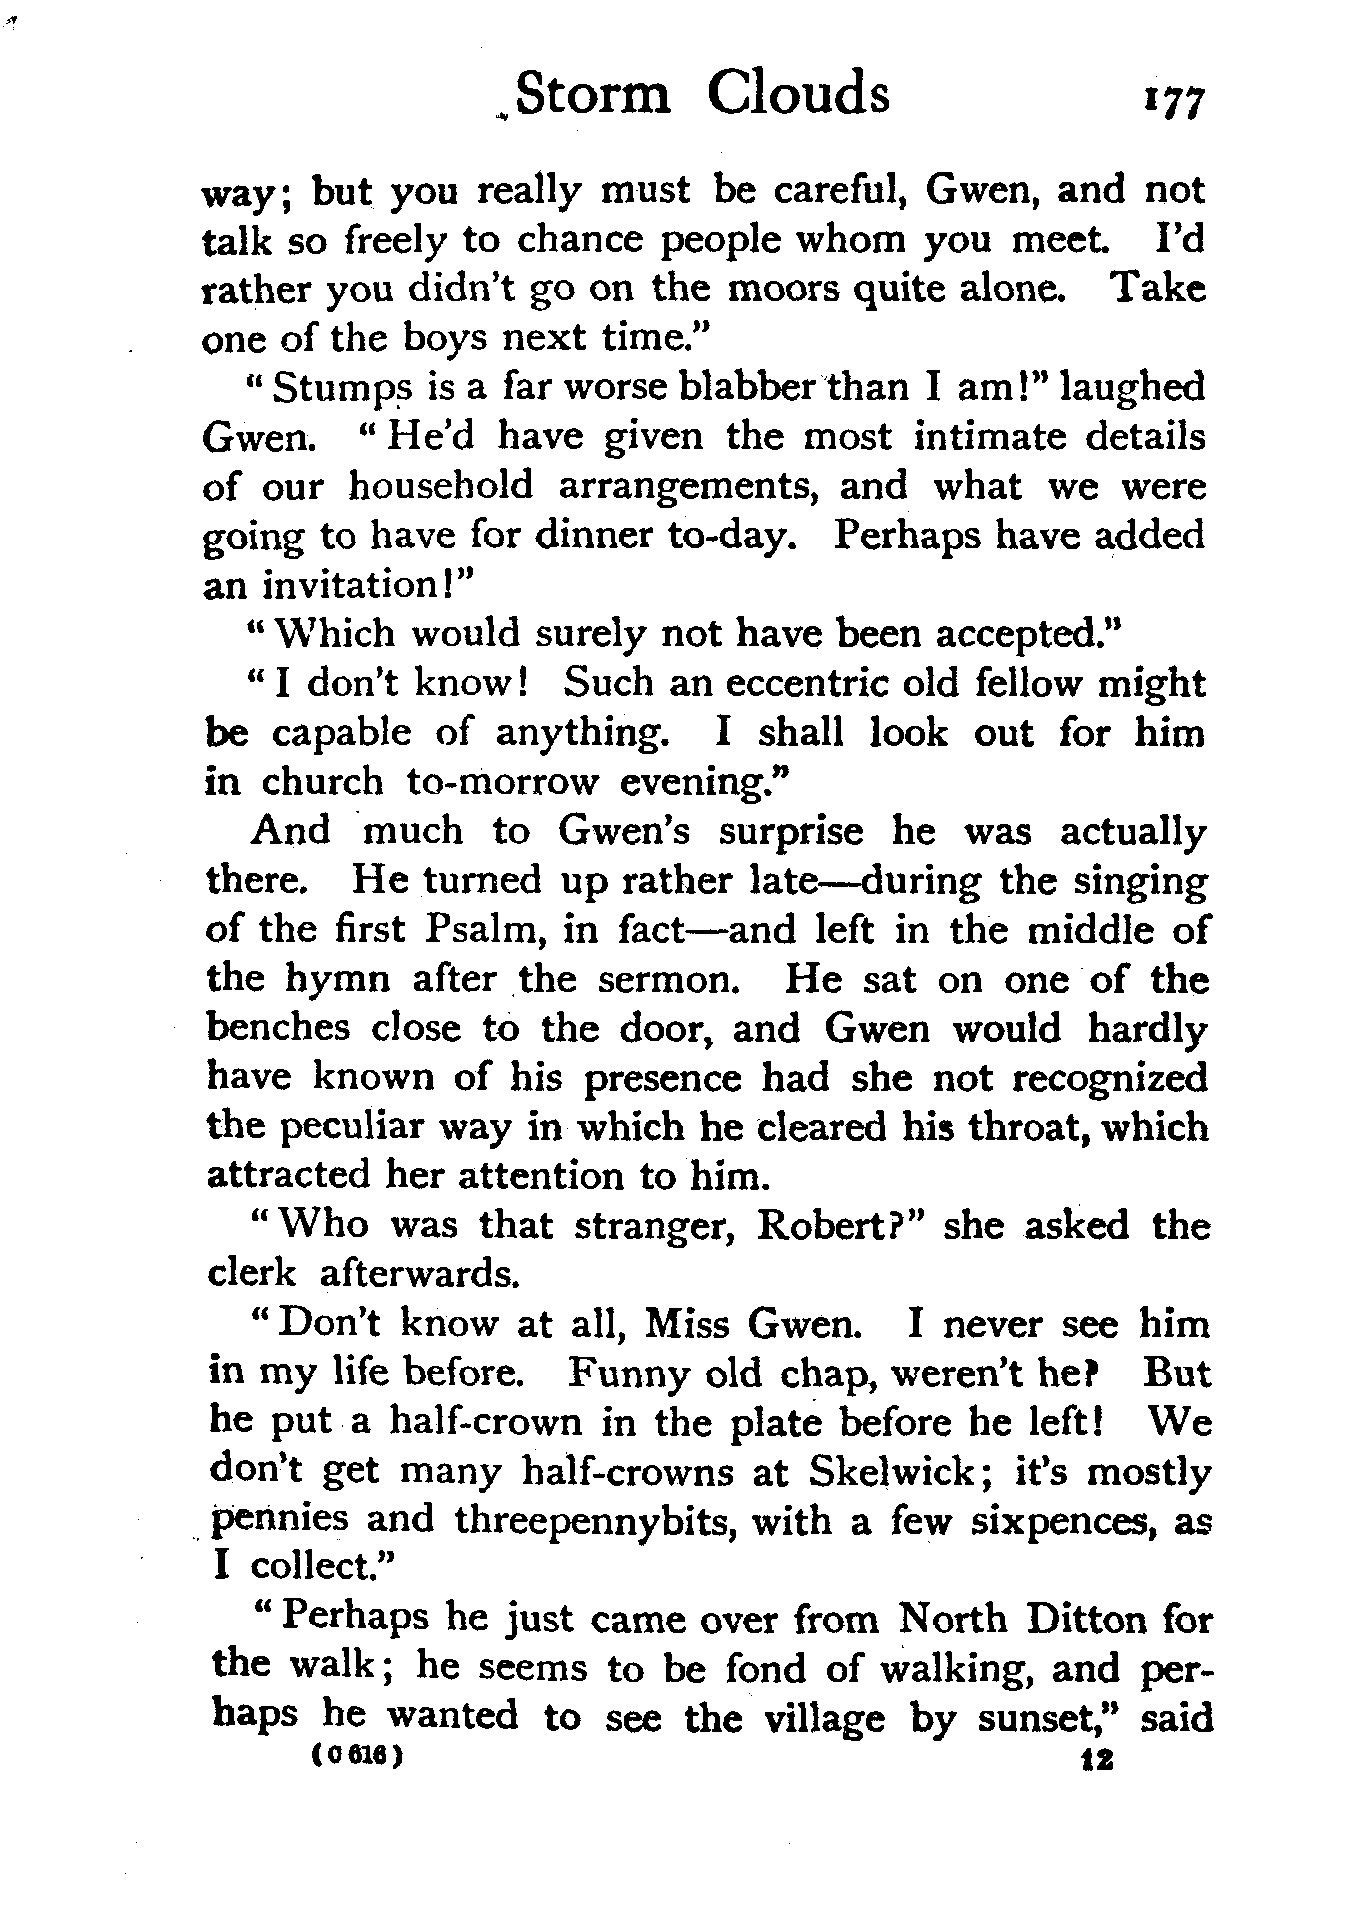 Storm Clouds 177
way; but you really must be careful, Gwen, and not
talk so freely to chance people whom you meet. I'd
rather you didn't go on the moors quite alone. Take
one of the boys next time."
"Stumps is a far worse blabber than I am!" laughed
Gwen. "He'd have given the most intimate details
of our household arrangements, and what we were
going to have for dinner to-day. Perhaps have added
an invitation!"
"Which would surely not have been accepted."
"I don't know! Such an eccentric old fellow might
be capable of anything. I shall look out for him
in church to-morrow evening."
And much to Gwen's surprise he was actually
there. He turned up rather late—during the singing
of the first Psalm, in fact—and left in the middle of
the hymn after the sermon. He sat on one of the
benches close to the door, and Gwen would hardly
have known of his presence had she not recognized
the peculiar way in which he cleared his throat, which
attracted her attention to him.
"Who was that stranger, Robert?" she asked the
clerk afterwards.
"Don't know at all, Miss Gwen. I never see him
in my life before. Funny old chap, weren't he? But
he put a half-crown in the plate before he left! We
don't get many half-crowns at Skelwick; it's mostly
pennies and threepennybits, with a few sixpences, as
I collect."
"Perhaps he just came over from North Ditton for
the walk; he seems to be fond of walking, and per-
haps he wanted to see the village by sunset," said
(C 616) 12